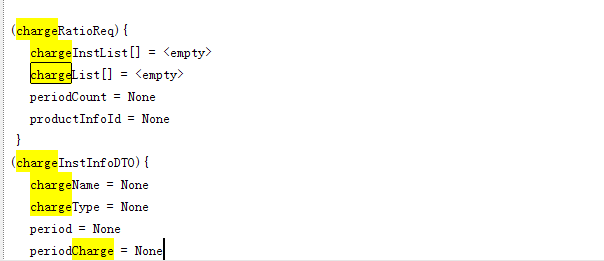 (chargeRatioReq){
chargeInstList[] = <empty>
chargeList[] = <empty>
periodCount = None
productInfoId = None
}
(chargeInstInfoDTO){
chargeName = None
chargeType = None
period = None
periodCharge = None